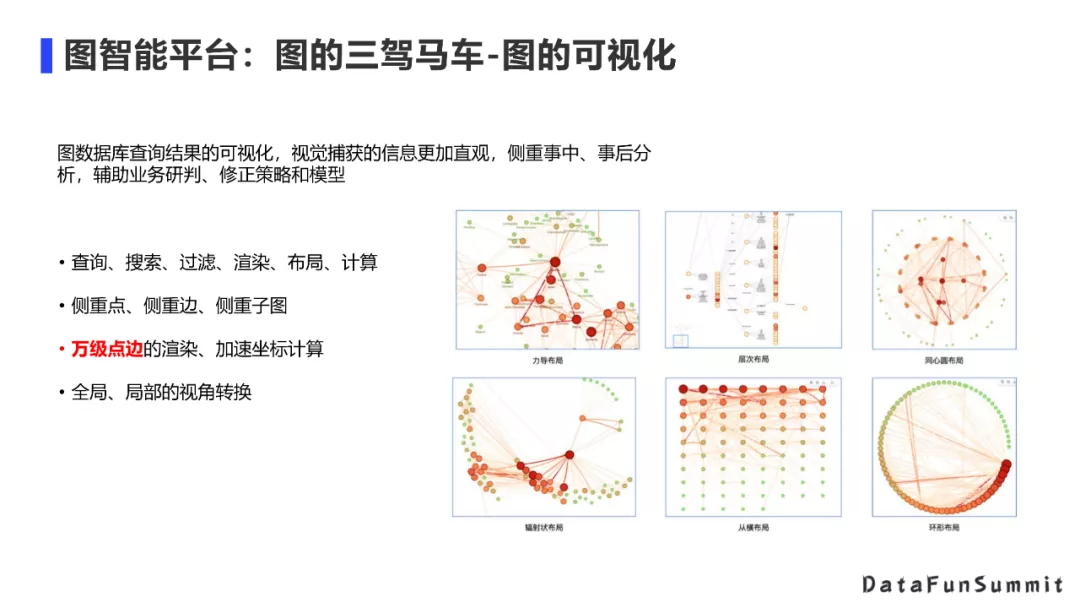 图智能平台：图的三驾马车-图的可视化
图数据库查询结果的可视化，视觉捕获的信息更加直观，侧重事中、事后分
析，辅助业务研判、修正策略和模型
• 查询、搜索、过滤、渲染、布局、计算
• 侧重点、侧重边、侧重子图
• 万级点边的渲染、加速坐标计算
• 全局、局部的视角转换
力导布局
层次布局
同心圆布局
辐射状布局
从横布局
环形布局
DataFunSummit